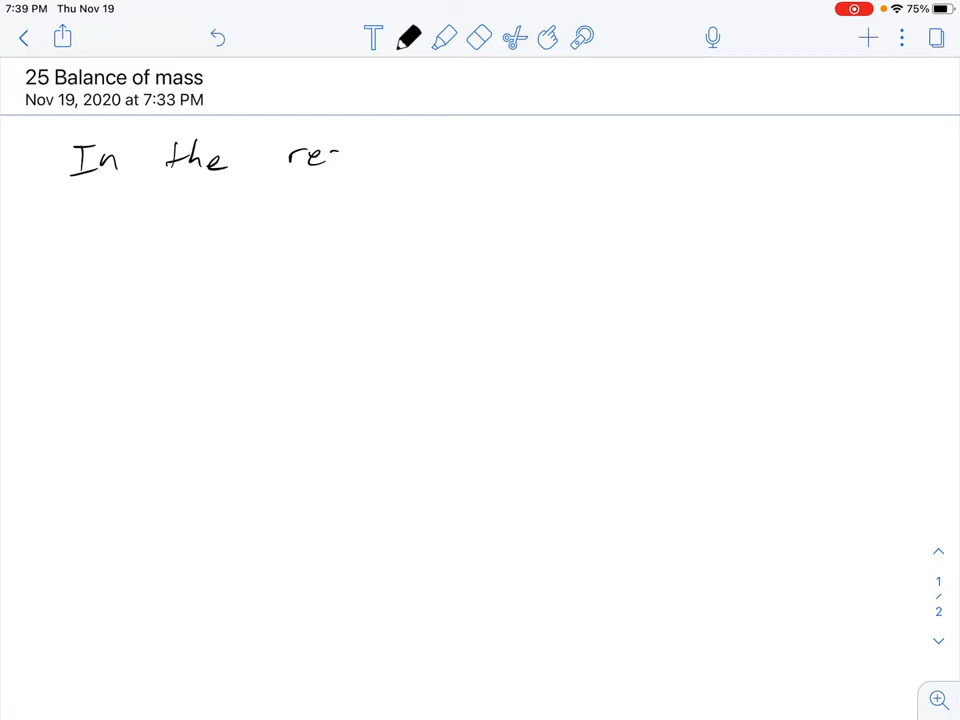 7:39 PM Thu Nov 19
75%
25 Balance of mass
Nov 19, 2020 at 7:33 PM
In the re-
1
/
2